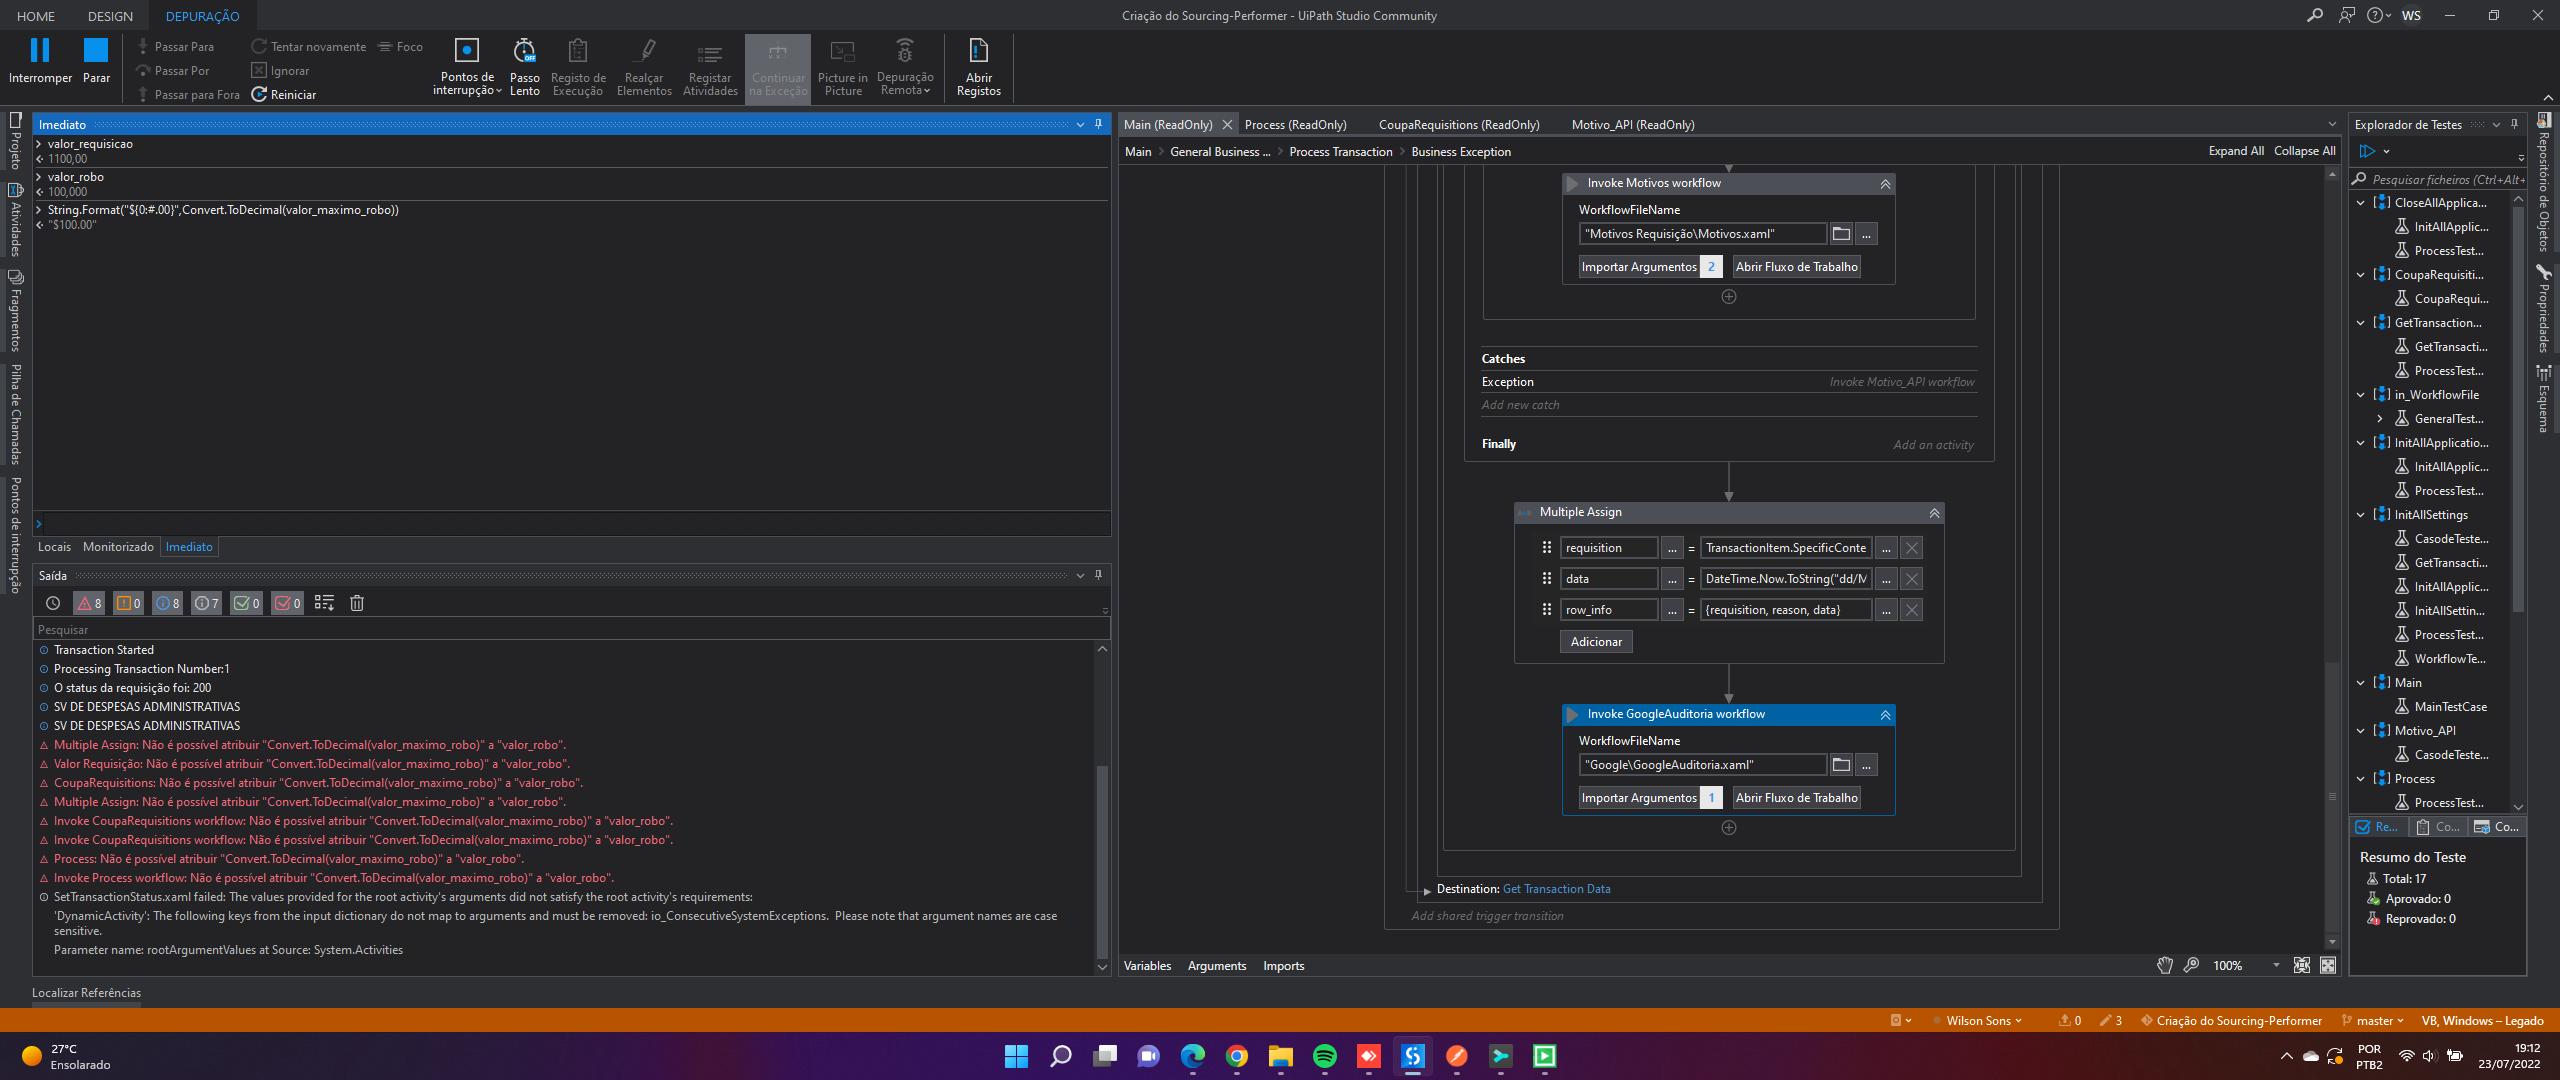 HOME DESIGN DEPURAÇÃO
Criação do Sourcing-Performer - UiPath Studio Community
WS
Interromper
Parar
Passar Para
Passar Por
Passar para Fora
Tentar novamente
Ignorar
Reiniciar
Foco
Pontos de interrupção
Passo Lento
Registo de Execução
Realçar Elementos
Registar Atividades
Continuar na Exceção
Picture in Picture
Depuração Remota
Abrir Registos
Projeto
Atividades
Fragmentos
Pilha de Chamadas
Pontos de interrupção
Imediato
valor_requisicao
1100,00
valor_robo
100,000
String.Format("${0:#.00}",Convert.ToDecimal(valor_maximo_robo))
"$100.00"
Locais Monitorizado Imediato
Saída
8 0 8 7 0 0
Pesquisar
Transaction Started
Processing Transaction Number:1
O status da requisição foi: 200
SV DE DESPESAS ADMINISTRATIVAS
SV DE DESPESAS ADMINISTRATIVAS
Multiple Assign: Não é possível atribuir "Convert.ToDecimal(valor_maximo_robo)" a "valor_robo".
Valor Requisição: Não é possível atribuir "Convert.ToDecimal(valor_maximo_robo)" a "valor_robo".
CoupaRequisitions: Não é possível atribuir "Convert.ToDecimal(valor_maximo_robo)" a "valor_robo".
Multiple Assign: Não é possível atribuir "Convert.ToDecimal(valor_maximo_robo)" a "valor_robo".
Invoke CoupaRequisitions workflow: Não é possível atribuir "Convert.ToDecimal(valor_maximo_robo)" a "valor_robo".
Invoke CoupaRequisitions workflow: Não é possível atribuir "Convert.ToDecimal(valor_maximo_robo)" a "valor_robo".
Process: Não é possível atribuir "Convert.ToDecimal(valor_maximo_robo)" a "valor_robo".
Invoke Process workflow: Não é possível atribuir "Convert.ToDecimal(valor_maximo_robo)" a "valor_robo".
SetTransactionStatus.xaml failed: The values provided for the root activity's arguments did not satisfy the root activity's requirements:
'DynamicActivity': The following keys from the input dictionary do not map to arguments and must be removed: io_ConsecutiveSystemExceptions.  Please note that argument names are case
sensitive.
Parameter name: rootArgumentValues at Source: System.Activities
Localizar Referências
Main (ReadOnly) Process (ReadOnly) CoupaRequisitions (ReadOnly) Motivo_API (ReadOnly)
Main > General Business ... > Process Transaction > Business Exception
Expand All Collapse All
Invoke Motivos workflow
WorkflowFileName
"Motivos Requisição\Motivos.xaml"
...
Importar Argumentos 2 Abrir Fluxo de Trabalho
Catches
Exception Invoke Motivo_API workflow
Add new catch
Finally Add an activity
Multiple Assign
requisition ... = TransactionItem.SpecificConte ...
data ... = DateTime.Now.ToString("dd/M ...
row_info ... = {requisition, reason, data} ...
Adicionar
Invoke GoogleAuditoria workflow
WorkflowFileName
"Google\GoogleAuditoria.xaml"
...
Importar Argumentos 1 Abrir Fluxo de Trabalho
Destination: Get Transaction Data
Add shared trigger transition
Variables Arguments Imports
100%
Explorador de Testes
Pesquisar ficheiros (Ctrl+Alt+
CloseAllApplica...
InitAllApplic...
ProcessTest...
CoupaRequisiti...
CoupaRequi...
GetTransaction...
GetTransacti...
ProcessTest...
in_WorkflowFile
GeneralTest...
InitAllApplicatio...
InitAllApplic...
ProcessTest...
InitAllSettings
CasodeTeste...
GetTransacti...
InitAllApplic...
InitAllSettin...
ProcessTest...
WorkflowTe...
Main
MainTestCase
Motivo_API
CasodeTeste...
Process
ProcessTest...
Re... Co... Co...
Resumo do Teste
Total: 17
Aprovado: 0
Reprovado: 0
Repositório de Objetos
Propriedades
Esquema
Wilson Sons 0 3 Criação do Sourcing-Performer master VB, Windows – Legado
27°C
Ensolarado
POR
PTB2
19:12
23/07/2022